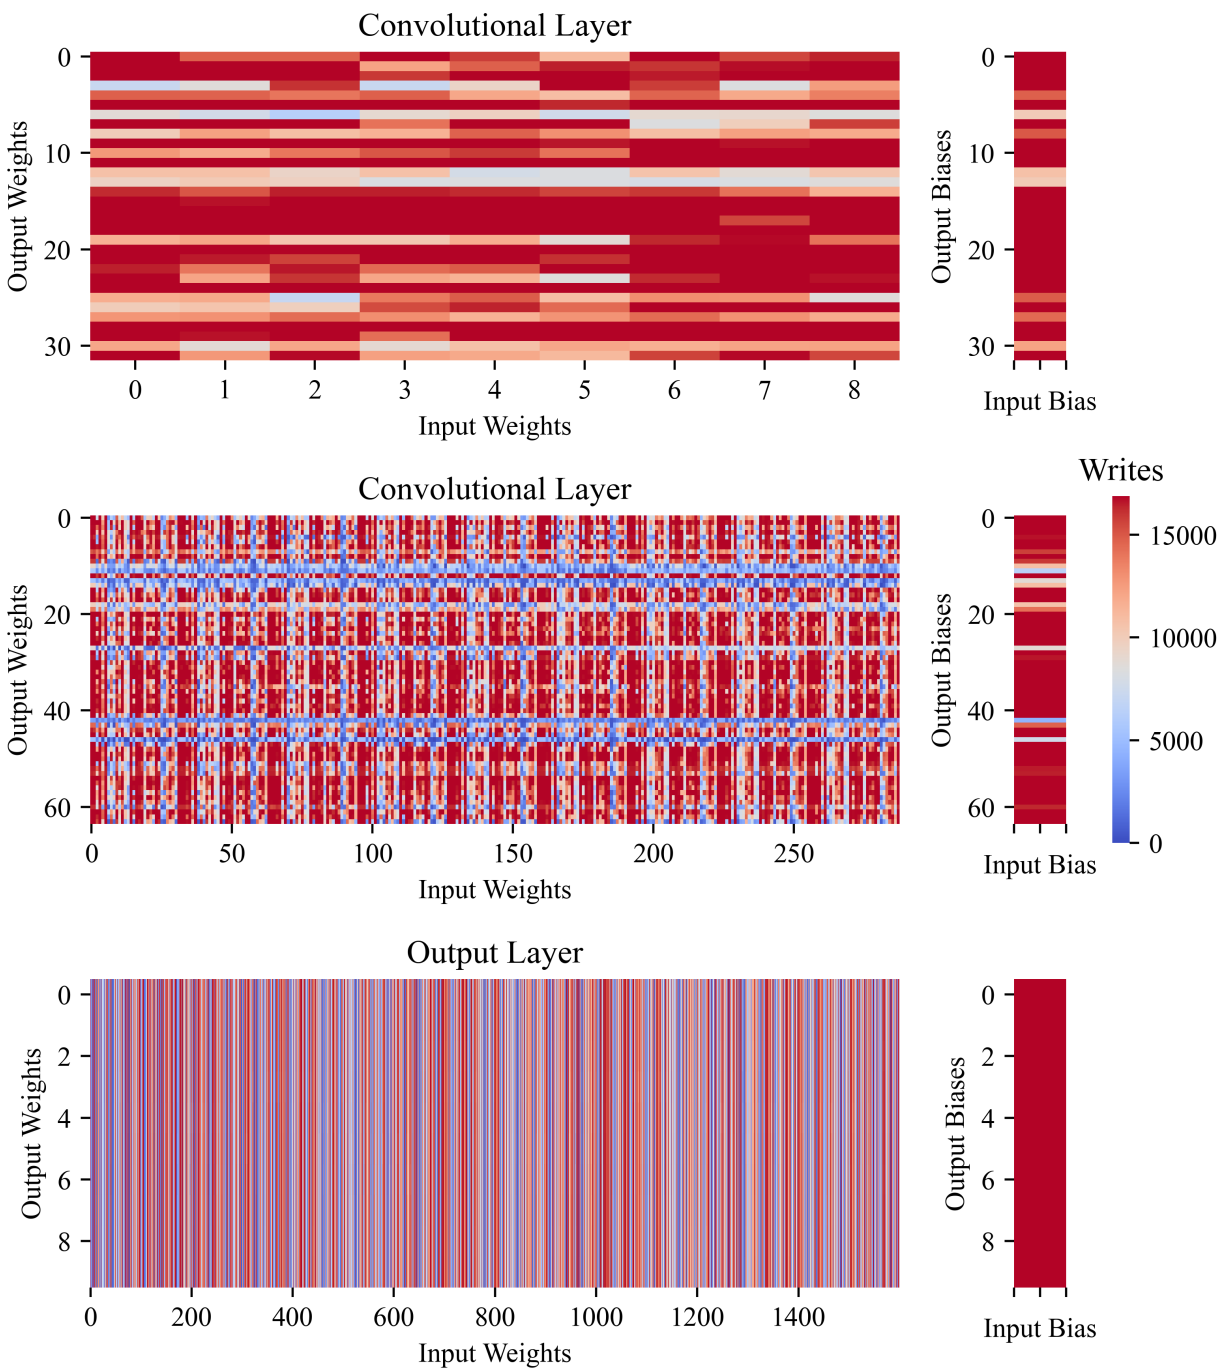 Convolutional Layer
0
10
20
30
Output Weights
0 1 2 3 4 5 6 7 8
Input Weights
0
10
20
30
Output Biases
Input Bias
Convolutional Layer
0
20
40
60
Output Weights
0 50 100 150 200 250
Input Weights
0
20
40
60
Output Biases
Input Bias
Writes
15000
10000
5000
0
Output Layer
0
2
4
6
8
Output Weights
0 200 400 600 800 1000 1200 1400
Input Weights
0
2
4
6
8
Output Biases
Input Bias